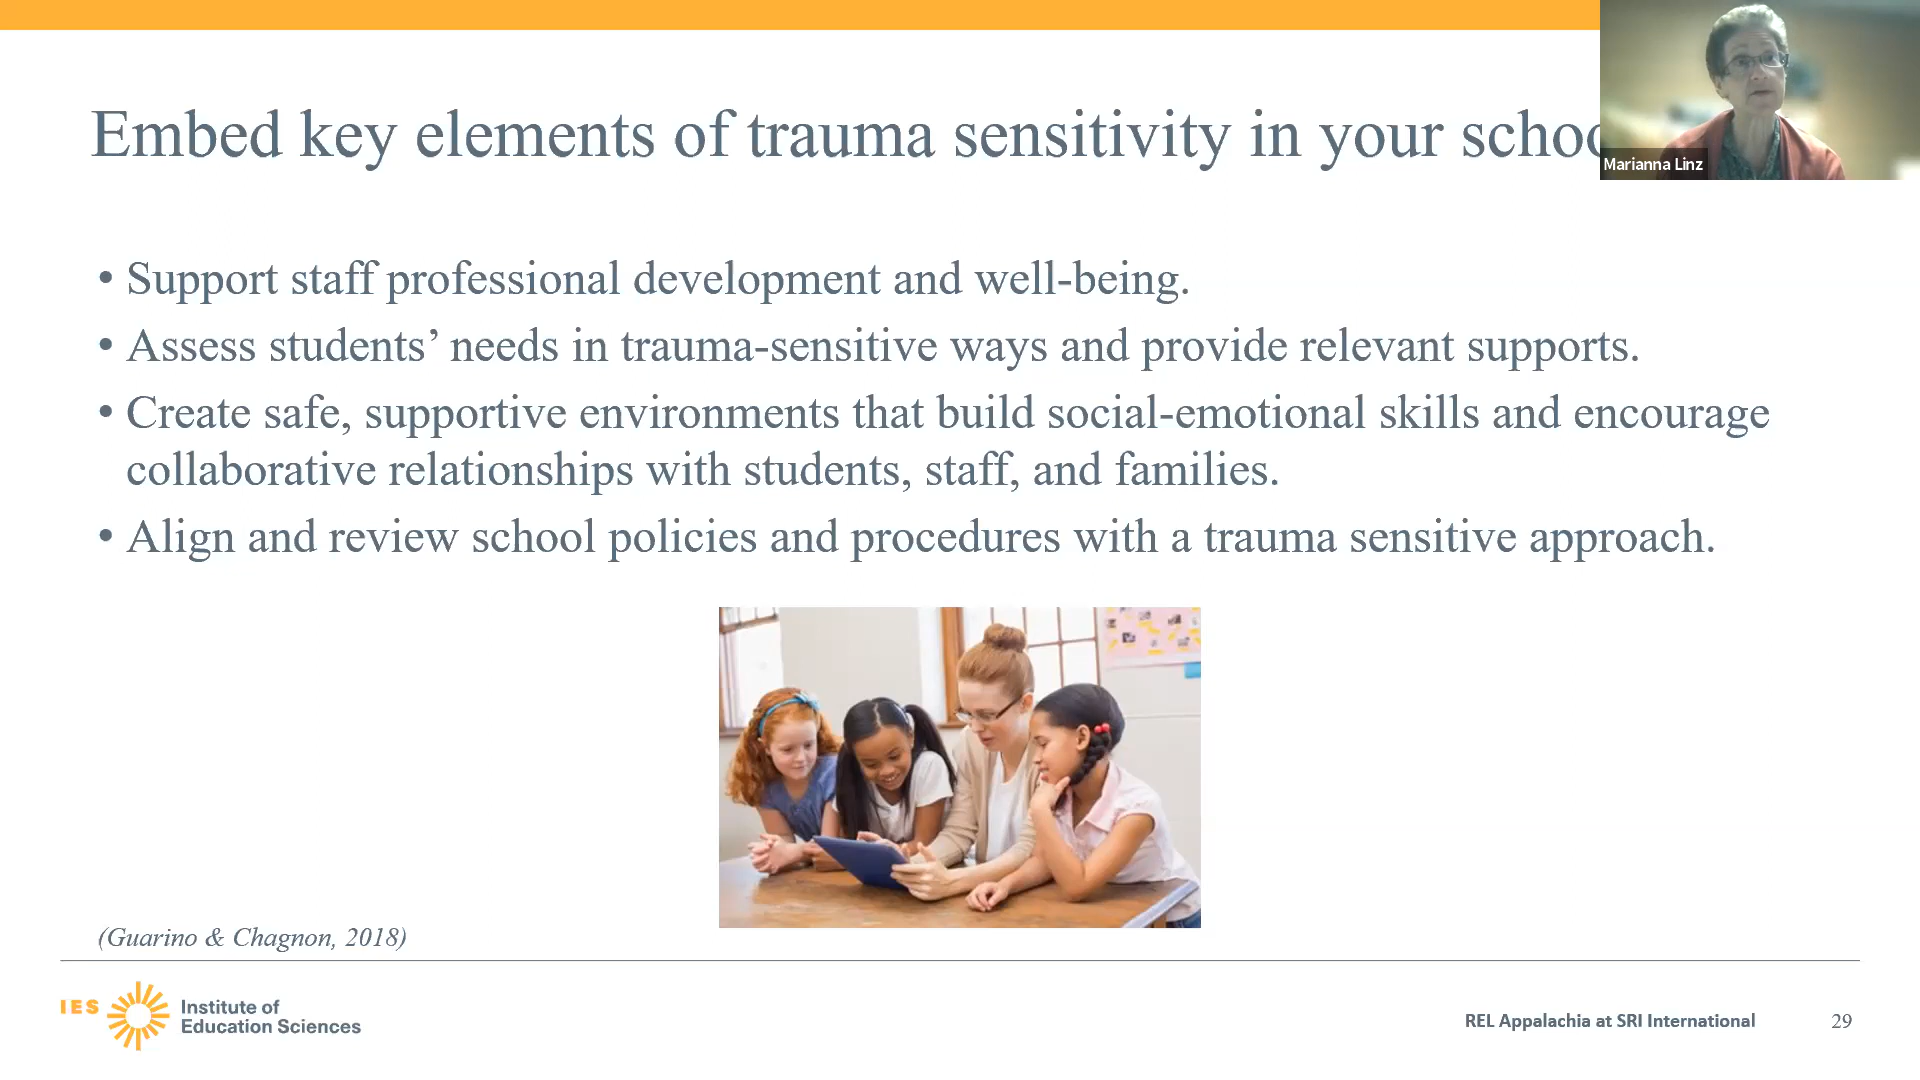 Embed key elements of trauma sensitivity in your schoo
Marianna Linz
• Support staff professional development and well-being.
• Assess students’ needs in trauma-sensitive ways and provide relevant supports.
• Create safe, supportive environments that build social-emotional skills and encourage
collaborative relationships with students, staff, and families.
• Align and review school policies and procedures with a trauma sensitive approach.
(Guarino & Chagnon, 2018)
IES
Institute of
Education Sciences
REL Appalachia at SRI International
29